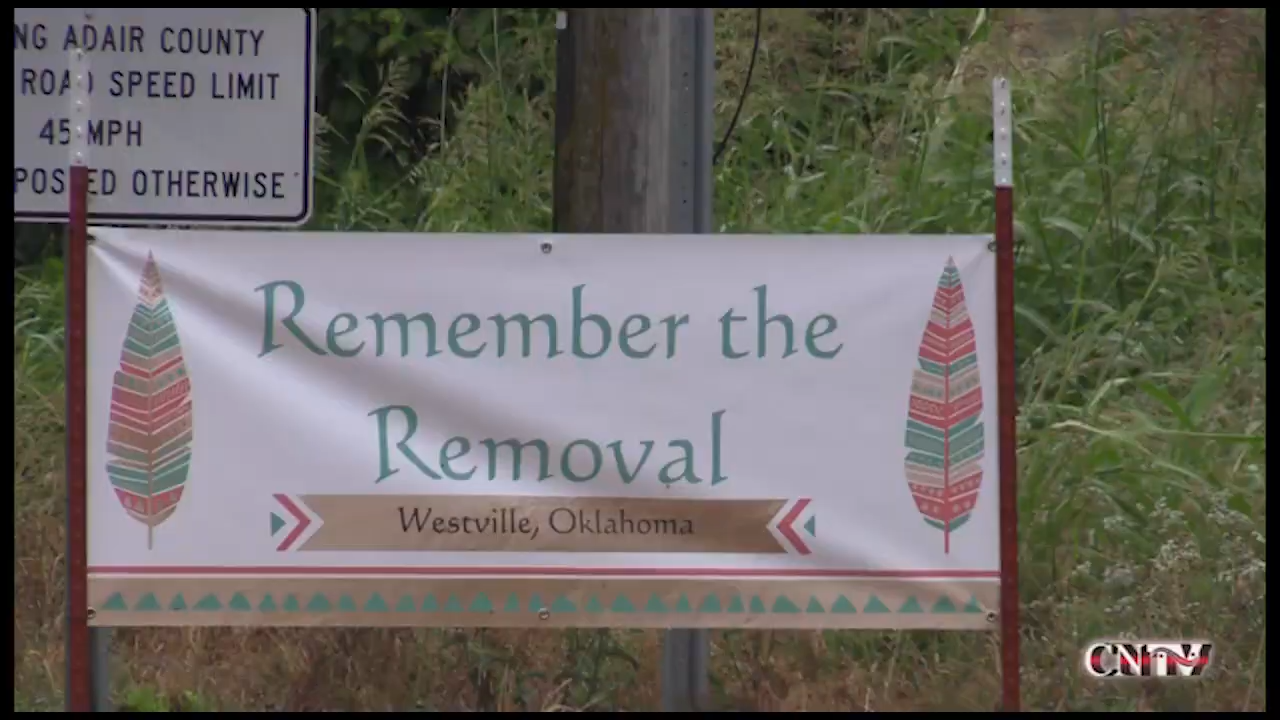 NG ADAIR COUNTY
ROAD SPEED LIMIT
45 MPH
POSTED OTHERWISE
Remember the
Removal
Westville, Oklahoma
CNTV